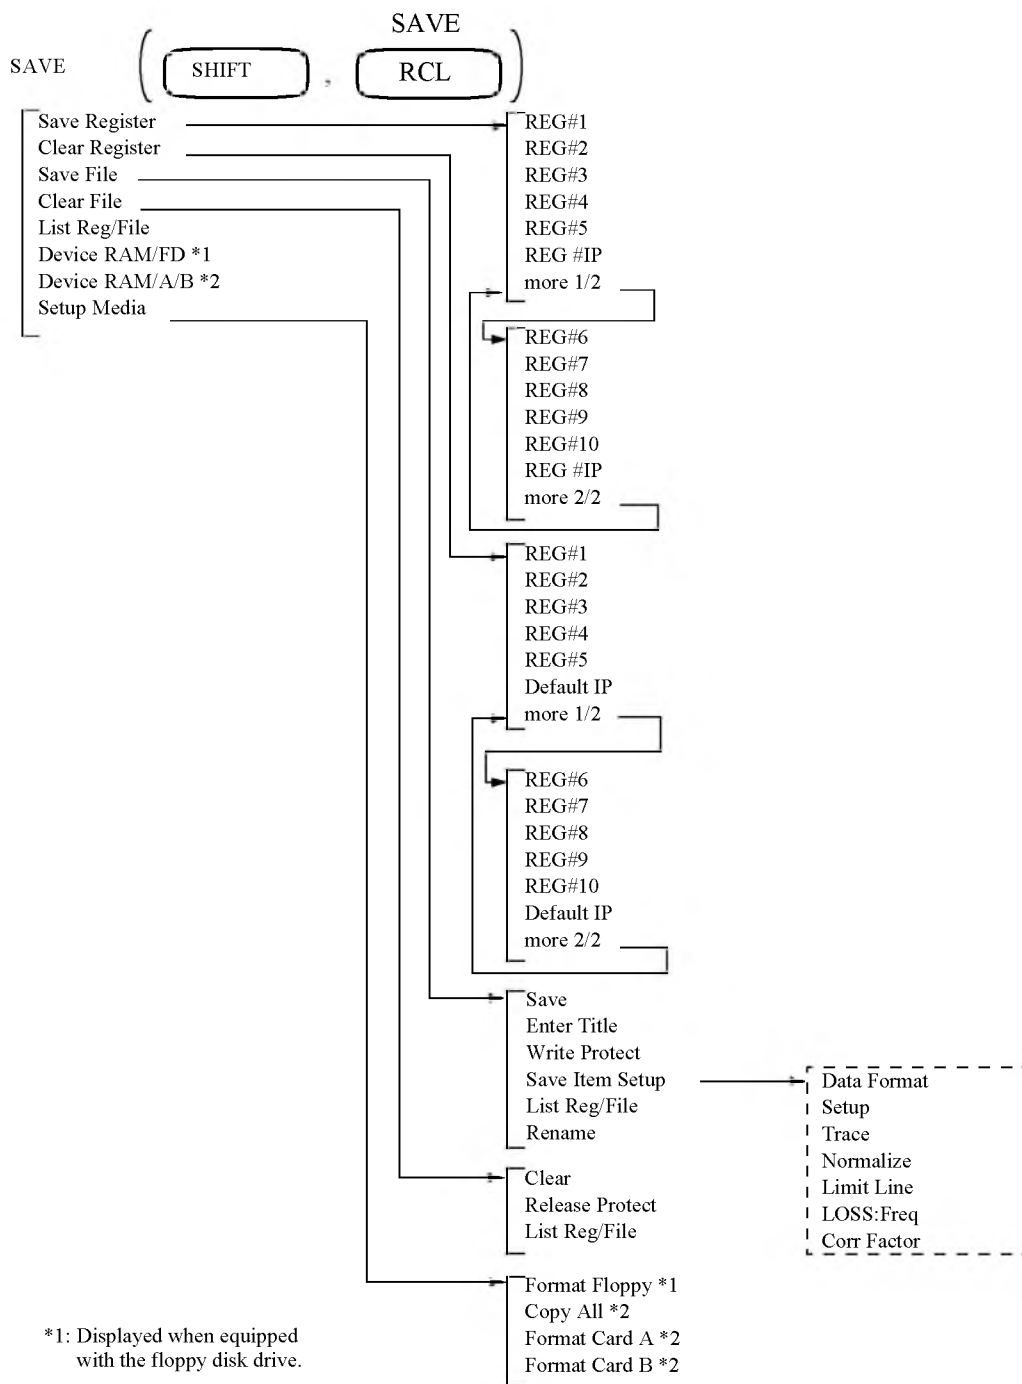 SAVE
SAVE
( SHIFT , RCL )
Save Register
Clear Register
Save File
Clear File
List Reg/File
Device RAM/FD *1
Device RAM/A/B *2
Setup Media
REG#1
REG#2
REG#3
REG#4
REG#5
REG #IP
more 1/2
REG#6
REG#7
REG#8
REG#9
REG#10
REG #IP
more 2/2
REG#1
REG#2
REG#3
REG#4
REG#5
Default IP
more 1/2
REG#6
REG#7
REG#8
REG#9
REG#10
Default IP
more 2/2
Save
Enter Title
Write Protect
Save Item Setup
List Reg/File
Rename
Data Format
Setup
Trace
Normalize
Limit Line
LOSS:Freq
Corr Factor
Clear
Release Protect
List Reg/File
Format Floppy *1
Copy All *2
Format Card A *2
Format Card B *2
*1: Displayed when equipped
with the floppy disk drive.